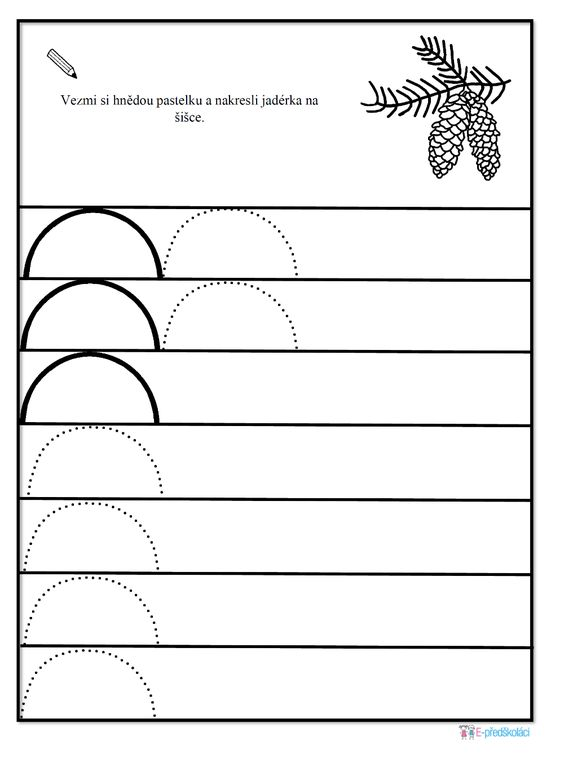 Vezmi si hnědou pastelku a nakresli jadérka na
šišce.
E-předškoláci